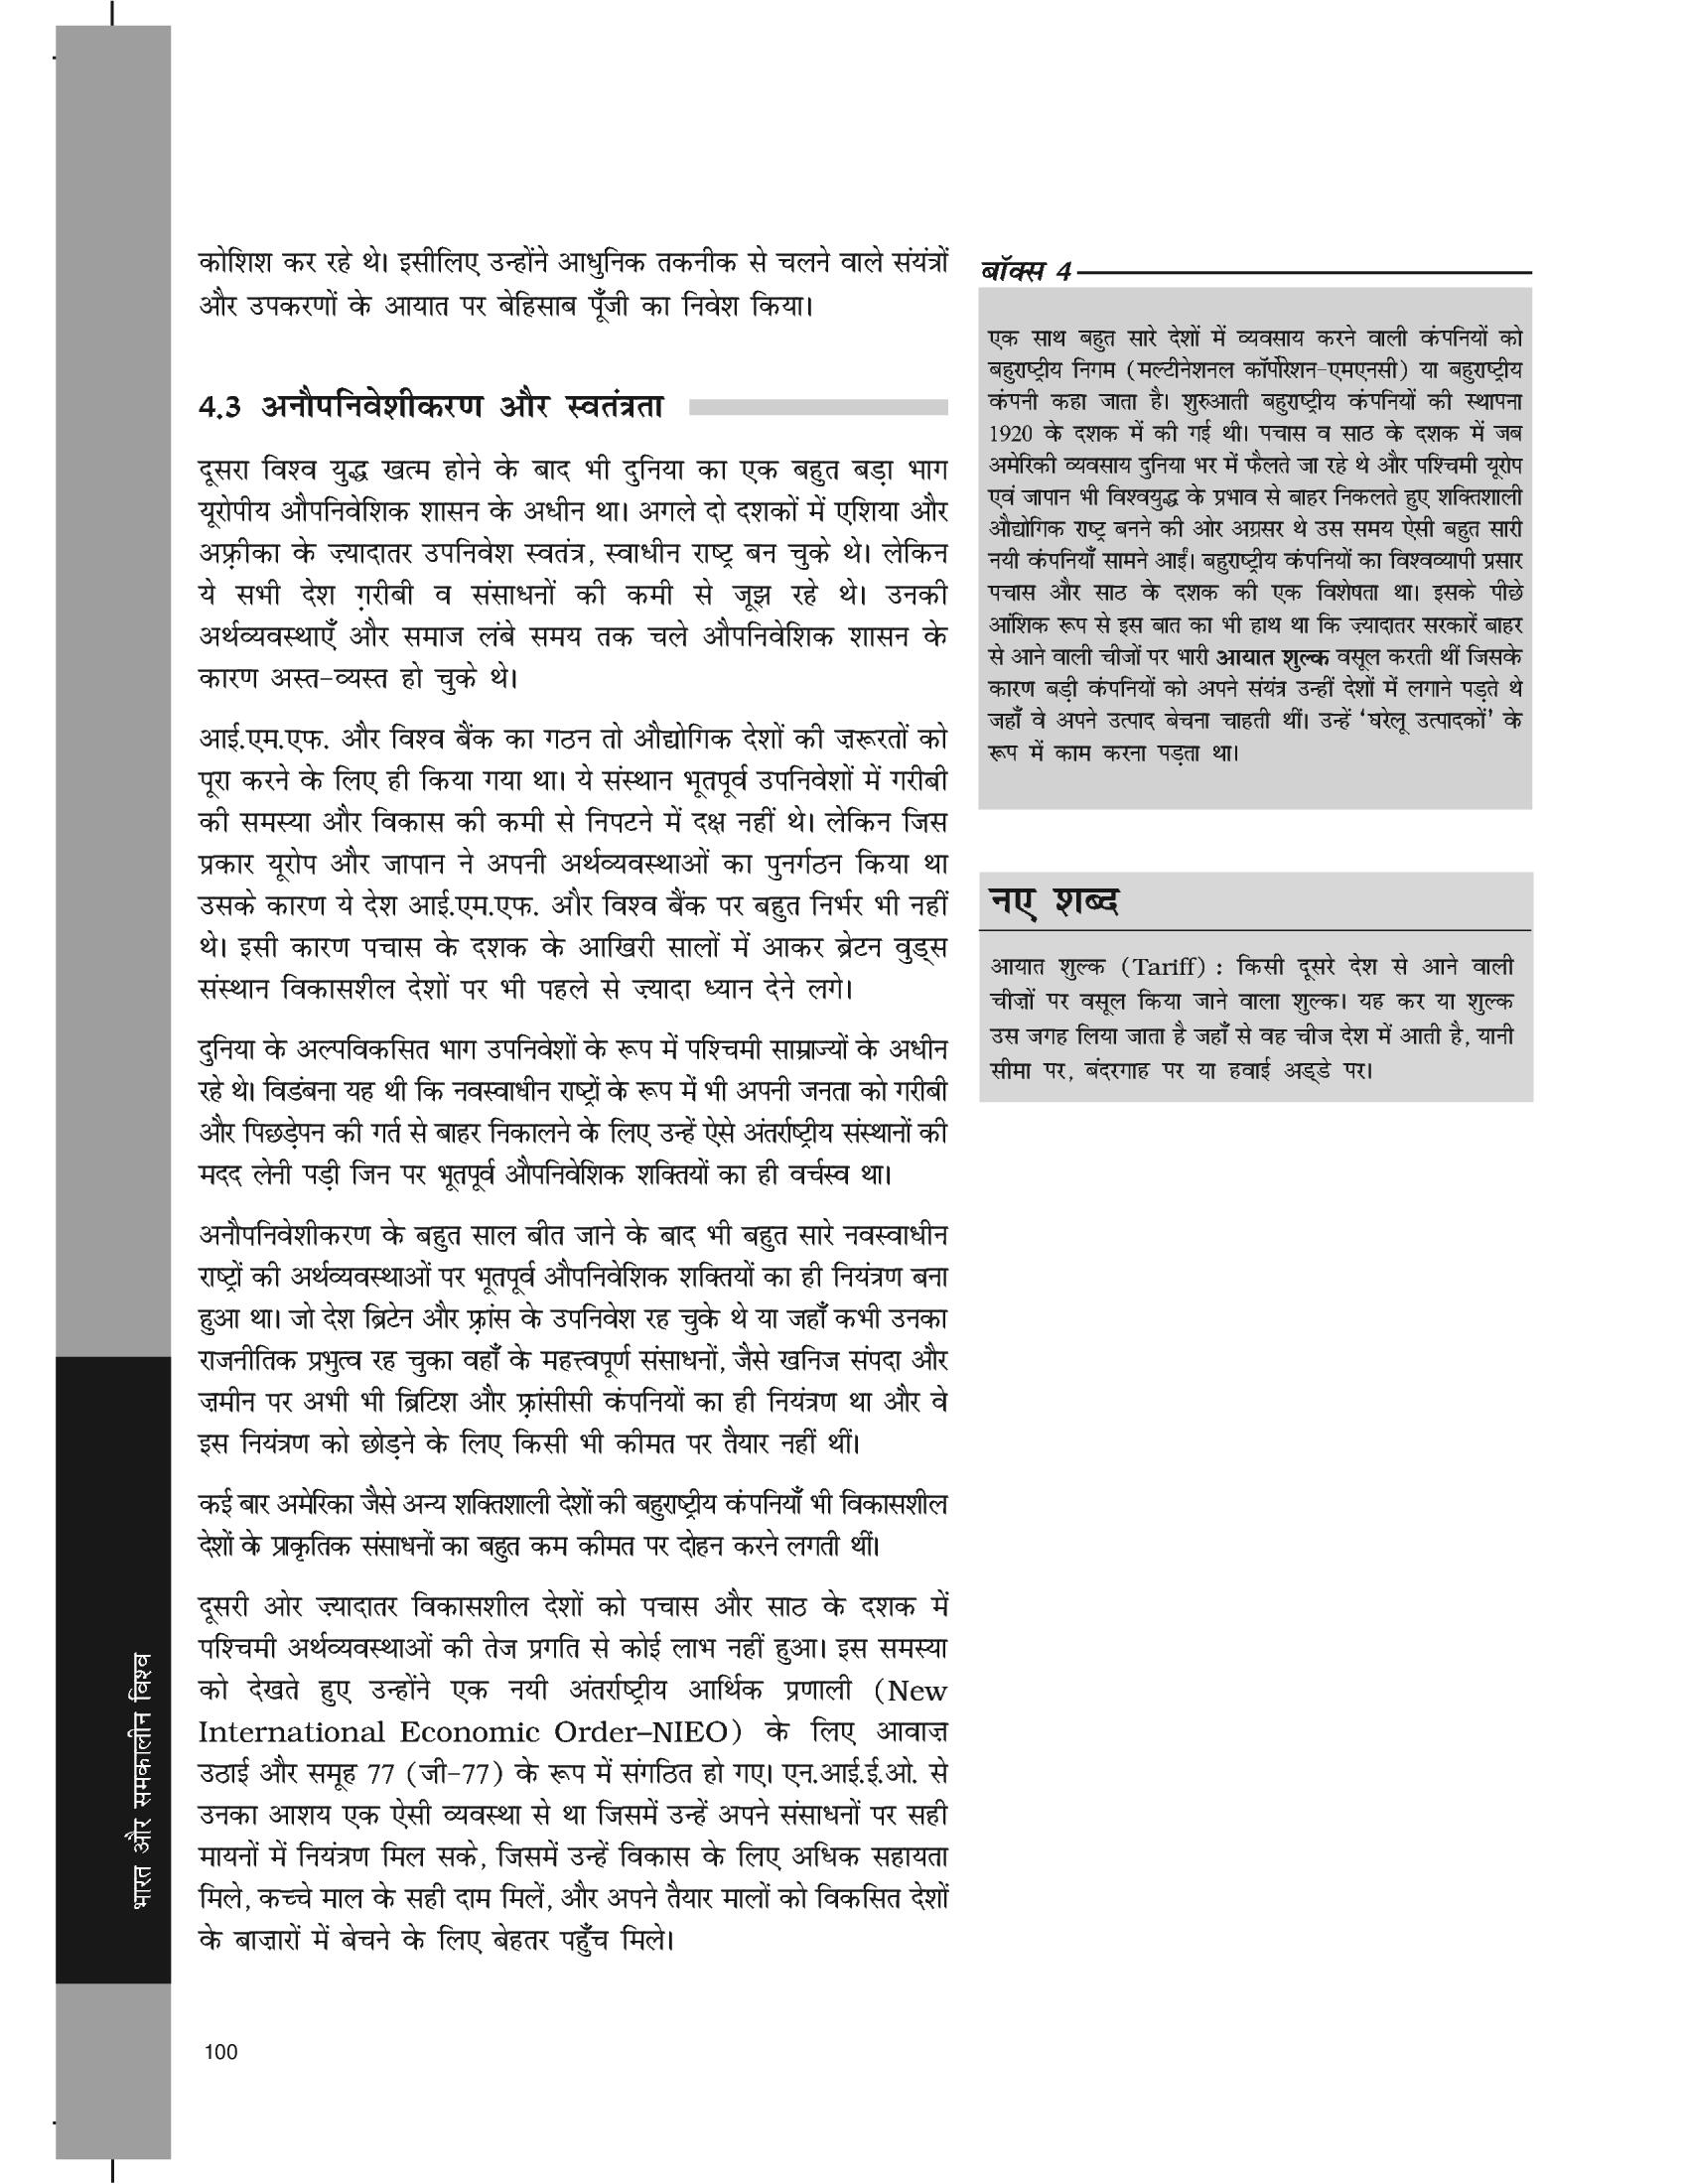 कोशिश कर रहे थे। इसीलिए उन्होंने आधुनिक तकनीक से चलने वाले संयंत्रों
और उपकरणों के आयात पर बेहिसाब पूँजी का निवेश किया।
4.3 अनौपनिवेशीकरण और स्वतंत्रता
दूसरा विश्व युद्ध खत्म होने के बाद भी दुनिया का एक बहुत बड़ा भाग
यूरोपीय औपनिवेशिक शासन के अधीन था। अगले दो दशकों में एशिया और
अफ़्रीका के ज़्यादातर उपनिवेश स्वतंत्र, स्वाधीन राष्ट्र बन चुके थे। लेकिन
ये सभी देश ग़रीबी व संसाधनों की कमी से जूझ रहे थे। उनकी
अर्थव्यवस्थाएँ और समाज लंबे समय तक चले औपनिवेशिक शासन के
कारण अस्त-व्यस्त हो चुके थे।
आई.एम.एफ. और विश्व बैंक का गठन तो औद्योगिक देशों की ज़रूरतों को
पूरा करने के लिए ही किया गया था। ये संस्थान भूतपूर्व उपनिवेशों में गरीबी
की समस्या और विकास की कमी से निपटने में दक्ष नहीं थे। लेकिन जिस
प्रकार यूरोप और जापान ने अपनी अर्थव्यवस्थाओं का पुनर्गठन किया था
उसके कारण ये देश आई.एम.एफ. और विश्व बैंक पर बहुत निर्भर भी नहीं
थे। इसी कारण पचास के दशक के आखिरी सालों में आकर ब्रेटन वुड्स
संस्थान विकासशील देशों पर भी पहले से ज़्यादा ध्यान देने लगे।
दुनिया के अल्पविकसित भाग उपनिवेशों के रूप में पश्चिमी साम्राज्यों के अधीन
रहे थे। विडंबना यह थी कि नवस्वाधीन राष्ट्रों के रूप में भी अपनी जनता को गरीबी
और पिछड़ेपन की गर्त से बाहर निकालने के लिए उन्हें ऐसे अंतर्राष्ट्रीय संस्थानों की
मदद लेनी पड़ी जिन पर भूतपूर्व औपनिवेशिक शक्तियों का ही वर्चस्व था।
अनौपनिवेशीकरण के बहुत साल बीत जाने के बाद भी बहुत सारे नवस्वाधीन
राष्ट्रों की अर्थव्यवस्थाओं पर भूतपूर्व औपनिवेशिक शक्तियों का ही नियंत्रण बना
हुआ था। जो देश ब्रिटेन और फ़्रांस के उपनिवेश रह चुके थे या जहाँ कभी उनका
राजनीतिक प्रभुत्व रह चुका वहाँ के महत्त्वपूर्ण संसाधनों, जैसे खनिज संपदा और
ज़मीन पर अभी भी ब्रिटिश और फ़्रांसीसी कंपनियों का ही नियंत्रण था और वे
इस नियंत्रण को छोड़ने के लिए किसी भी कीमत पर तैयार नहीं थीं।
कई बार अमेरिका जैसे अन्य शक्तिशाली देशों की बहुराष्ट्रीय कंपनियाँ भी विकासशील
देशों के प्राकृतिक संसाधनों का बहुत कम कीमत पर दोहन करने लगती थीं।
दूसरी ओर ज़्यादातर विकासशील देशों को पचास और साठ के दशक में
पश्चिमी अर्थव्यवस्थाओं की तेज प्रगति से कोई लाभ नहीं हुआ। इस समस्या
को देखते हुए उन्होंने एक नयी अंतर्राष्ट्रीय आर्थिक प्रणाली (New
International Economic Order–NIEO) के लिए आवाज़
उठाई और समूह 77 (जी-77) के रूप में संगठित हो गए। एन.आई.ई.ओ. से
उनका आशय एक ऐसी व्यवस्था से था जिसमें उन्हें अपने संसाधनों पर सही
मायनों में नियंत्रण मिल सके, जिसमें उन्हें विकास के लिए अधिक सहायता
मिले, कच्चे माल के सही दाम मिलें, और अपने तैयार मालों को विकसित देशों
के बाज़ारों में बेचने के लिए बेहतर पहुँच मिले।
बॉक्स 4
एक साथ बहुत सारे देशों में व्यवसाय करने वाली कंपनियों को
बहुराष्ट्रीय निगम (मल्टीनेशनल कॉर्पोरेशन-एमएनसी) या बहुराष्ट्रीय
कंपनी कहा जाता है। शुरुआती बहुराष्ट्रीय कंपनियों की स्थापना
1920 के दशक में की गई थी। पचास व साठ के दशक में जब
अमेरिकी व्यवसाय दुनिया भर में फैलते जा रहे थे और पश्चिमी यूरोप
एवं जापान भी विश्वयुद्ध के प्रभाव से बाहर निकलते हुए शक्तिशाली
औद्योगिक राष्ट्र बनने की ओर अग्रसर थे उस समय ऐसी बहुत सारी
नयी कंपनियाँ सामने आईं। बहुराष्ट्रीय कंपनियों का विश्वव्यापी प्रसार
पचास और साठ के दशक की एक विशेषता था। इसके पीछे
आंशिक रूप से इस बात का भी हाथ था कि ज़्यादातर सरकारें बाहर
से आने वाली चीजों पर भारी आयात शुल्क वसूल करती थीं जिसके
कारण बड़ी कंपनियों को अपने संयंत्र उन्हीं देशों में लगाने पड़ते थे
जहाँ वे अपने उत्पाद बेचना चाहती थीं। उन्हें ‘घरेलू उत्पादकों’ के
रूप में काम करना पड़ता था।
नए शब्द
आयात शुल्क (Tariff) : किसी दूसरे देश से आने वाली
चीज़ों पर वसूल किया जाने वाला शुल्क। यह कर या शुल्क
उस जगह लिया जाता है जहाँ से वह चीज देश में आती है, यानी
सीमा पर, बंदरगाह पर या हवाई अड्डे पर।
भारत और समकालीन विश्व
100